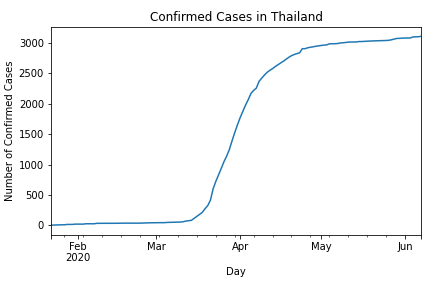 Confirmed Cases in Thailand
Number of Confirmed Cases
3000
2500
2000
1500
1000
500
0
Feb Mar Apr May Jun
2020
Day